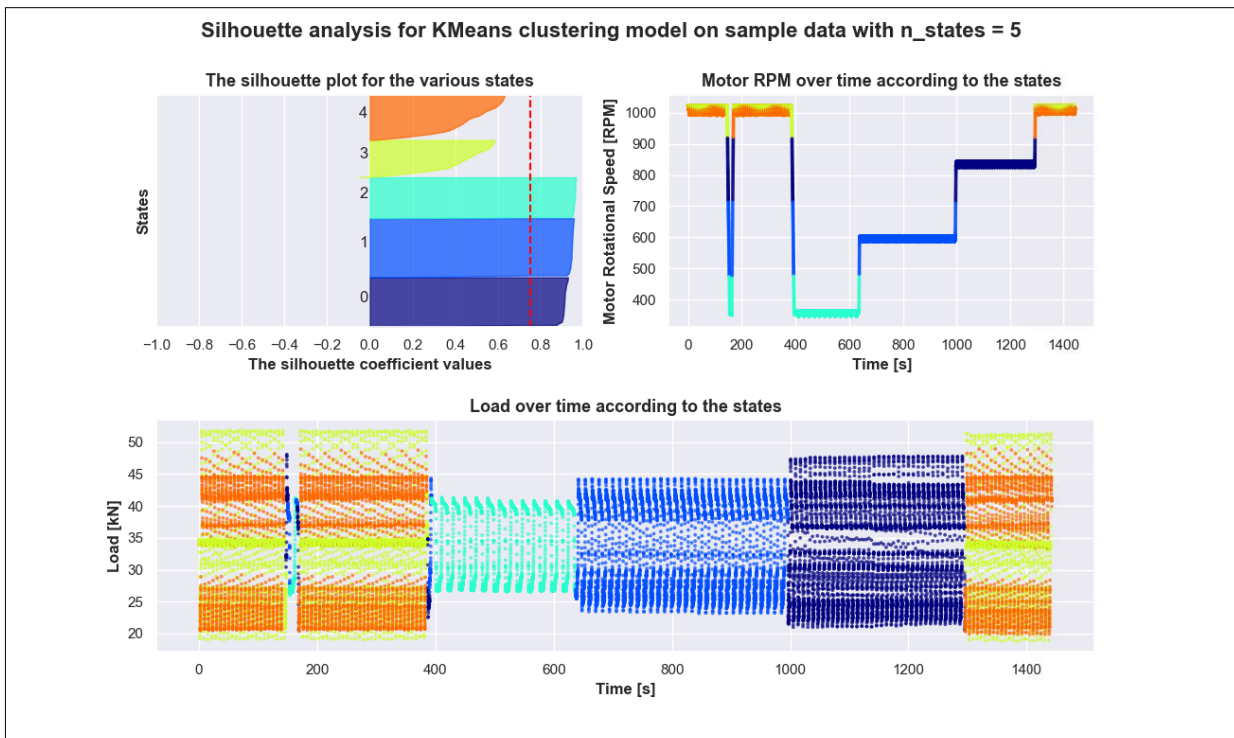 Silhouette analysis for KMeans clustering model on sample data with n_states = 5
The silhouette plot for the various states
States
4
3
2
1
0
−1.0 −0.8 −0.6 −0.4 −0.2 0.0 0.2 0.4 0.6 0.8 1.0
The silhouette coefficient values
Motor RPM over time according to the states
Motor Rotational Speed [RPM]
1000
900
800
700
600
500
400
0 200 400 600 800 1000 1200 1400
Time [s]
Load over time according to the states
Load [kN]
50
45
40
35
30
25
20
0 200 400 600 800 1000 1200 1400
Time [s]